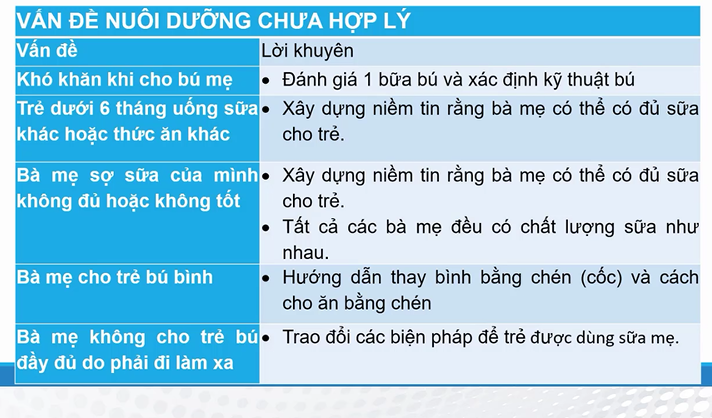 VẤN ĐỀ NUÔI DƯỠNG CHƯA HỢP LÝ
Vấn đề
Lời khuyên
Khó khăn khi cho bú mẹ
• Đánh giá 1 bữa bú và xác định kỹ thuật bú
Trẻ dưới 6 tháng uống sữa
khác hoặc thức ăn khác
• Xây dựng niềm tin rằng bà mẹ có thể có đủ sữa
cho trẻ.
Bà mẹ sợ sữa của mình
không đủ hoặc không tốt
• Xây dựng niềm tin rằng bà mẹ có thể có đủ sữa
cho trẻ.
• Tất cả các bà mẹ đều có chất lượng sữa như
nhau.
Bà mẹ cho trẻ bú bình
• Hướng dẫn thay bình bằng chén (cốc) và cách
cho ăn bằng chén
Bà mẹ không cho trẻ bú
đầy đủ do phải đi làm xa
• Trao đổi các biện pháp để trẻ được dùng sữa mẹ.